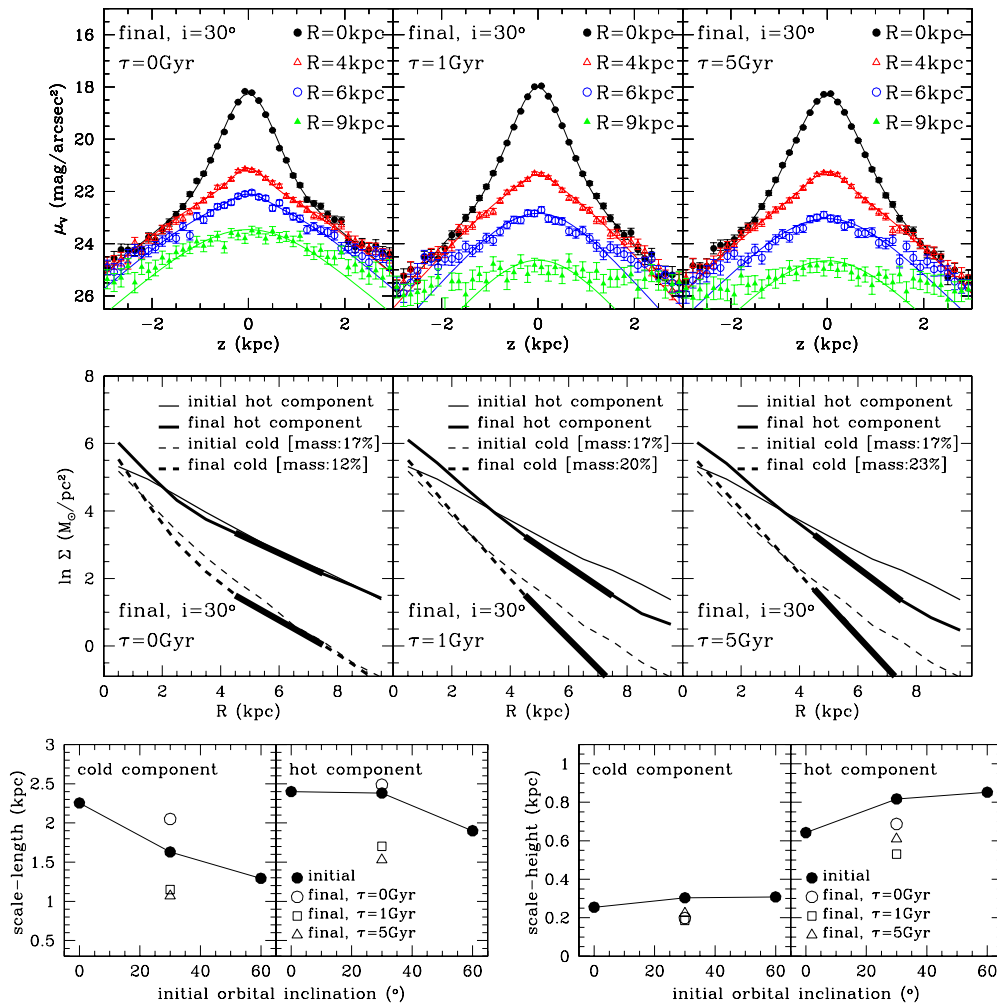 final, i=30° R=0kpc
τ=0Gyr R=4kpc
R=6kpc
R=9kpc
final, i=30° R=0kpc
τ=1Gyr R=4kpc
R=6kpc
R=9kpc
final, i=30° R=0kpc
τ=5Gyr R=4kpc
R=6kpc
R=9kpc
μᵥ (mag/arcsec²)
16
18
20
22
24
26
−2 0 2 −2 0 2 −2 0 2
z (kpc) z (kpc) z (kpc)
initial hot component
final hot component
initial cold [mass:17%]
final cold [mass:12%]
final, i=30°
τ=0Gyr
initial hot component
final hot component
initial cold [mass:17%]
final cold [mass:20%]
final, i=30°
τ=1Gyr
initial hot component
final hot component
initial cold [mass:17%]
final cold [mass:23%]
final, i=30°
τ=5Gyr
ln Σ (M⊙/pc²)
8
6
4
2
0
0 2 4 6 8 0 2 4 6 8 0 2 4 6 8
R (kpc) R (kpc) R (kpc)
scale-length (kpc)
3
2.5
2
1.5
1
0.5
cold component
hot component
initial
final, τ=0Gyr
final, τ=1Gyr
final, τ=5Gyr
0 20 40 60 0 20 40 60
initial orbital inclination (°)
scale-height (kpc)
1
0.8
0.6
0.4
0.2
0
cold component
hot component
initial
final, τ=0Gyr
final, τ=1Gyr
final, τ=5Gyr
0 20 40 60 0 20 40 60
initial orbital inclination (°)